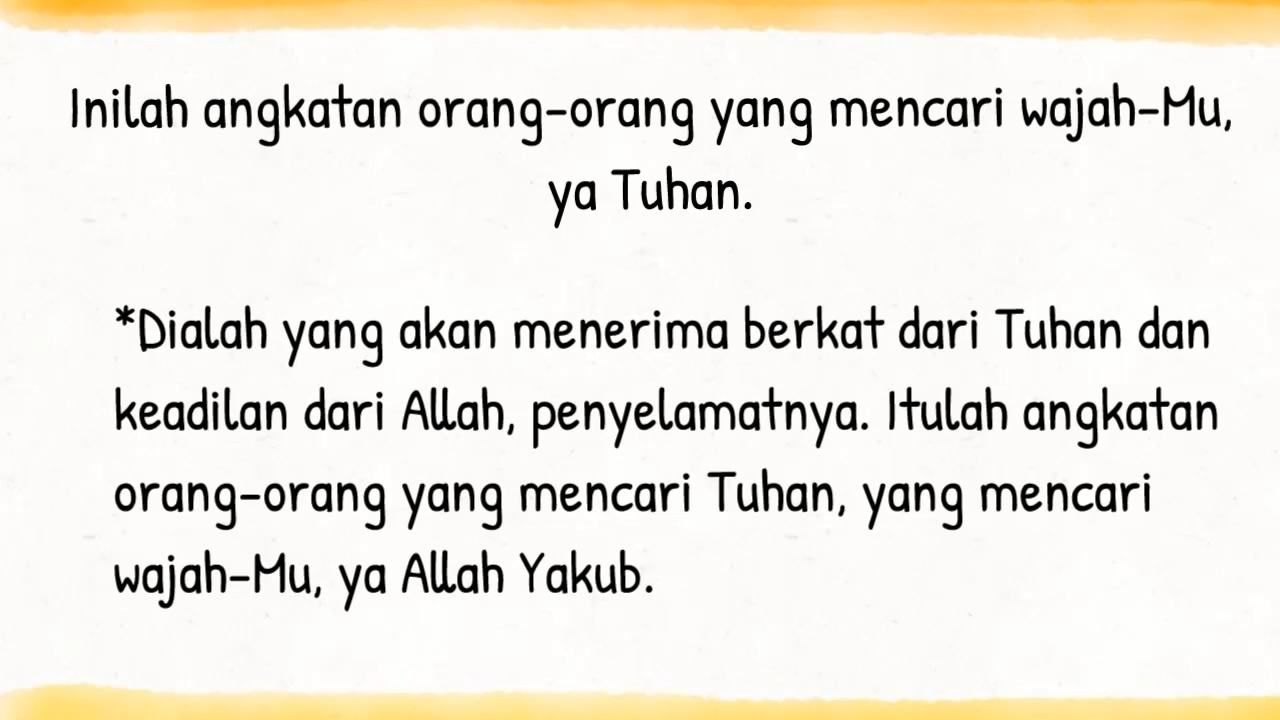 Inilah angkatan orang-orang yang mencari wajah-Mu,
ya Tuhan.
*Dialah yang akan menerima berkat dari Tuhan dan
keadilan dari Allah, penyelamatnya. Itulah angkatan
orang-orang yang mencari Tuhan, yang mencari
wajah-Mu, ya Allah Yakub.